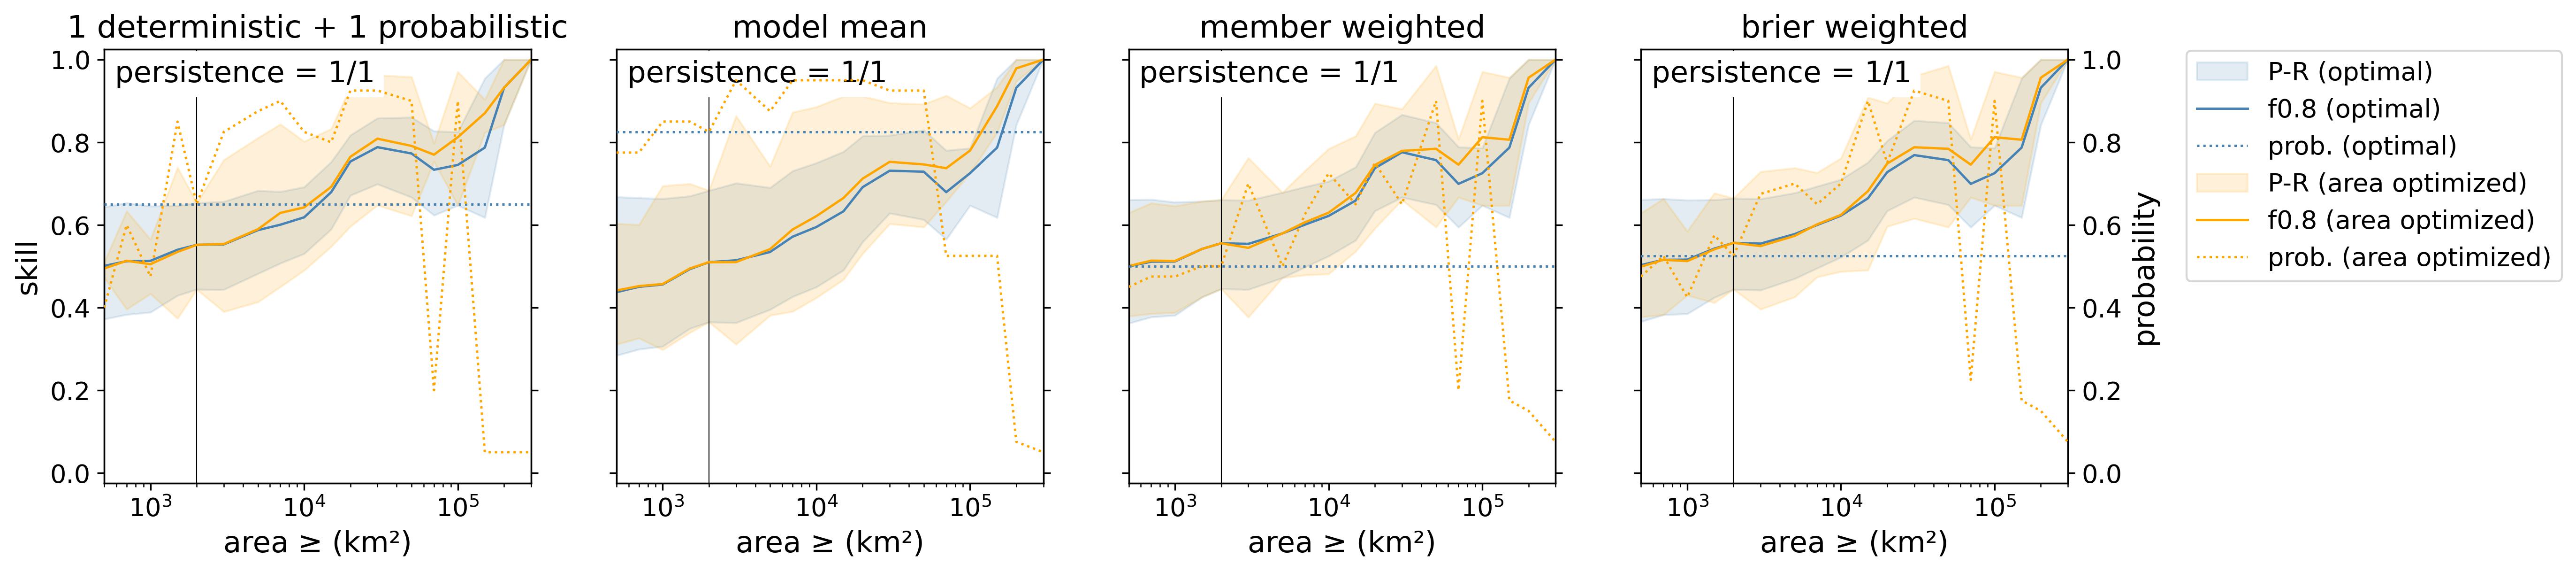 1 deterministic + 1 probabilistic
model mean
member weighted
brier weighted
persistence = 1/1
persistence = 1/1
persistence = 1/1
persistence = 1/1
skill
1.0
0.8
0.6
0.4
0.2
0.0
10³
10⁴
10⁵
area ≥ (km²)
10³
10⁴
10⁵
area ≥ (km²)
10³
10⁴
10⁵
area ≥ (km²)
10³
10⁴
10⁵
area ≥ (km²)
1.0
0.8
0.6
0.4
0.2
0.0
probability
P-R (optimal)
f0.8 (optimal)
prob. (optimal)
P-R (area optimized)
f0.8 (area optimized)
prob. (area optimized)